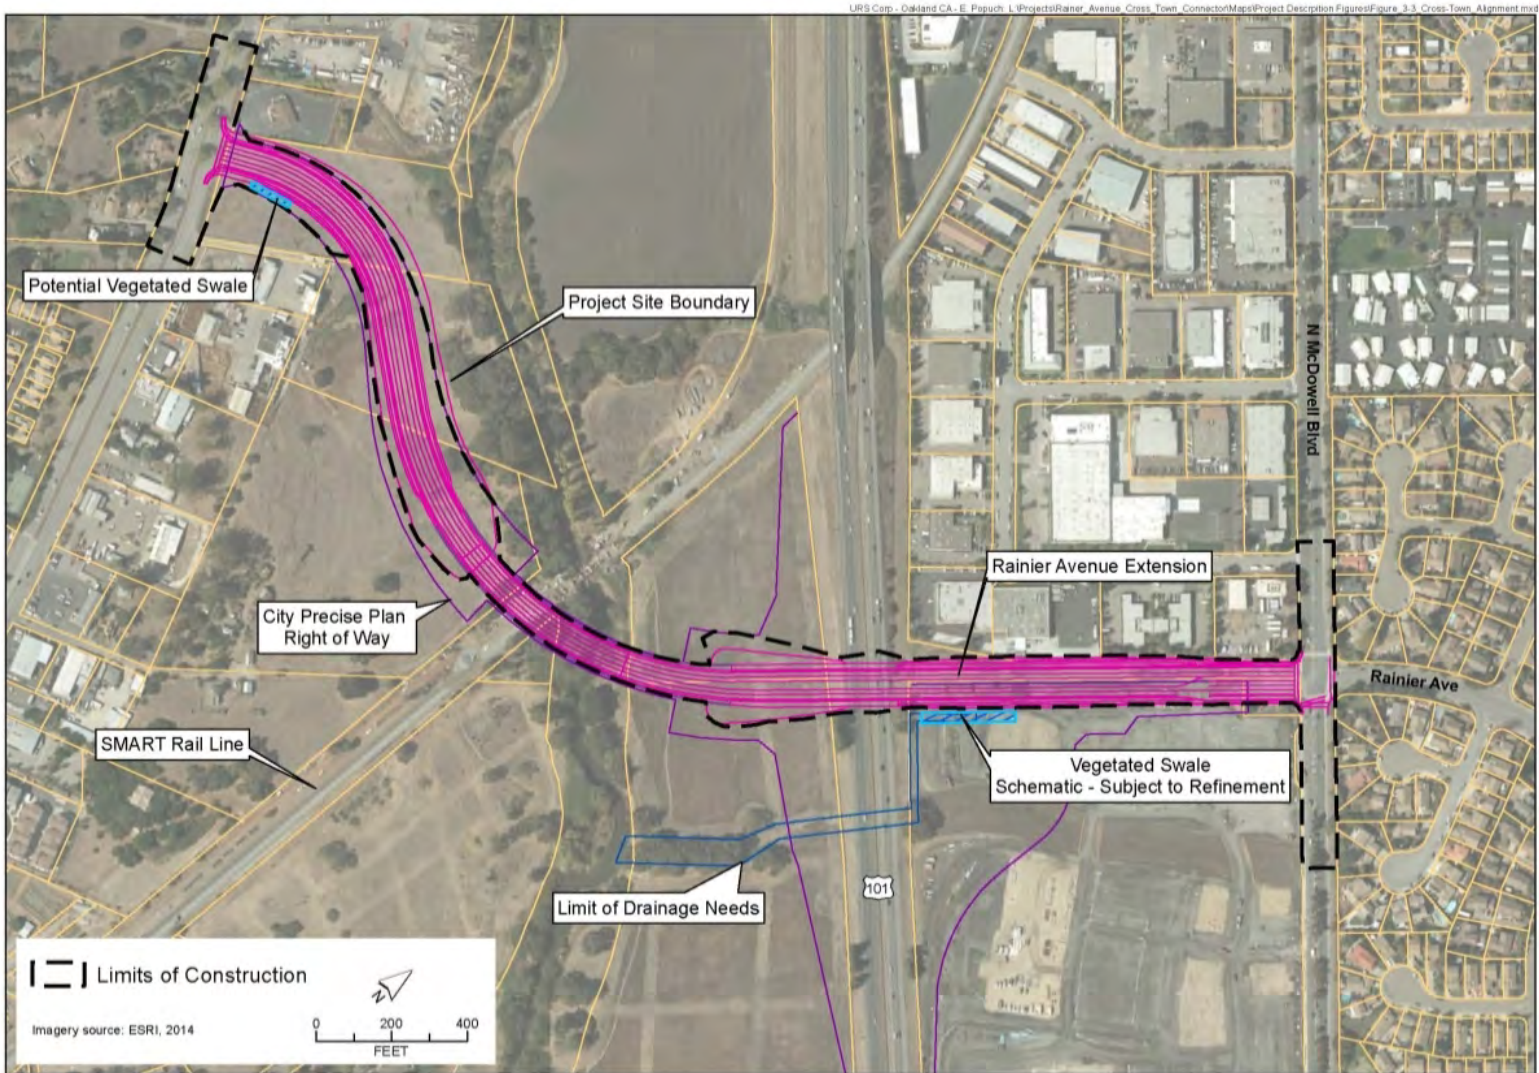 URS Corp - Oakland CA - E. Popuch: L:\Projects\Rainer_Avenue_Cross_Town_Connector\Maps\Project Descrpition Figures\Figure_3-3_Cross-Town_Alignment.mxd
Potential Vegetated Swale
Project Site Boundary
N McDowell Blvd
Rainier Avenue Extension
City Precise Plan
Right of Way
Rainier Ave
SMART Rail Line
Vegetated Swale
Schematic - Subject to Refinement
101
Limit of Drainage Needs
Limits of Construction
N
Imagery source: ESRI, 2014
0 200 400
FEET